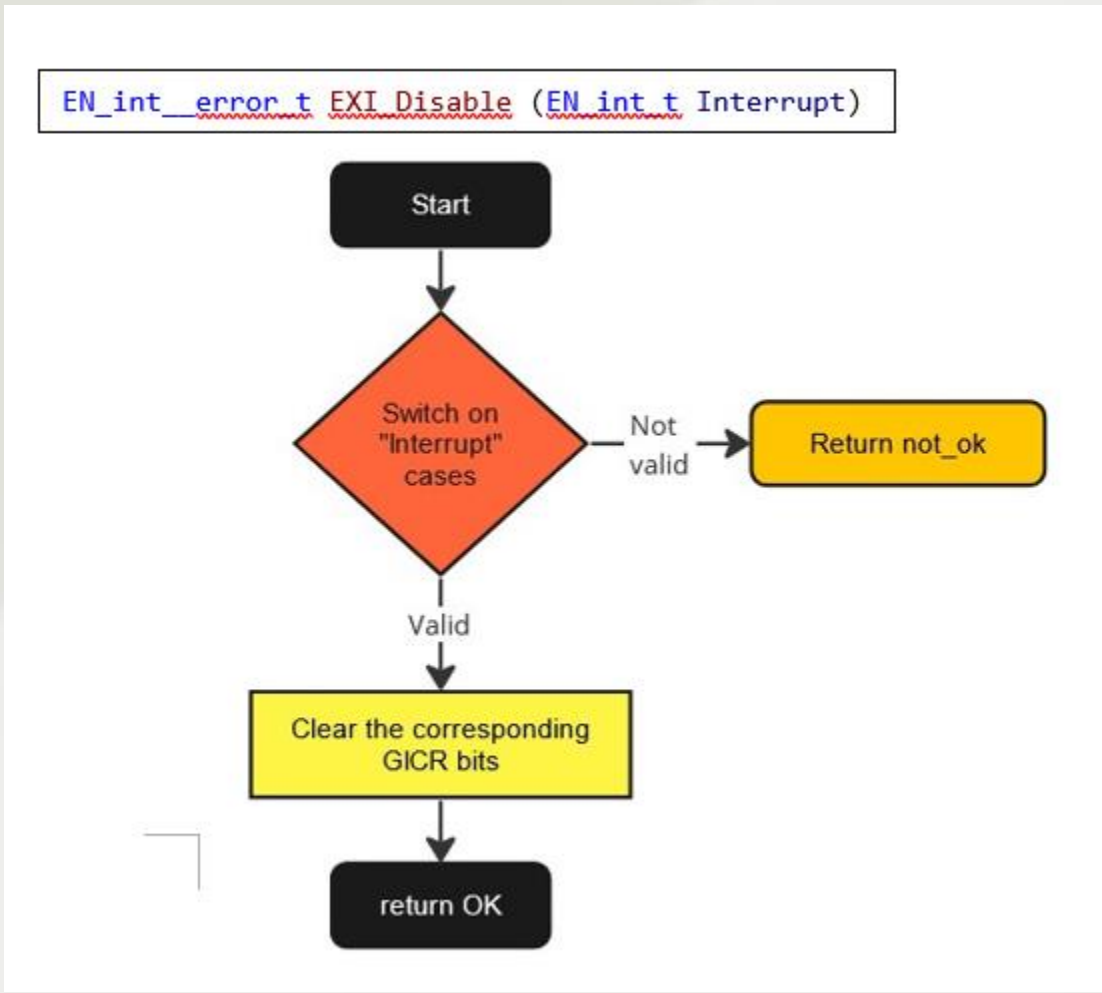 EN_int__error_t EXI_Disable (EN_int_t Interrupt)
Start
Switch on
"Interrupt"
cases
Not
valid
Return not_ok
Valid
Clear the corresponding
GICR bits
return OK